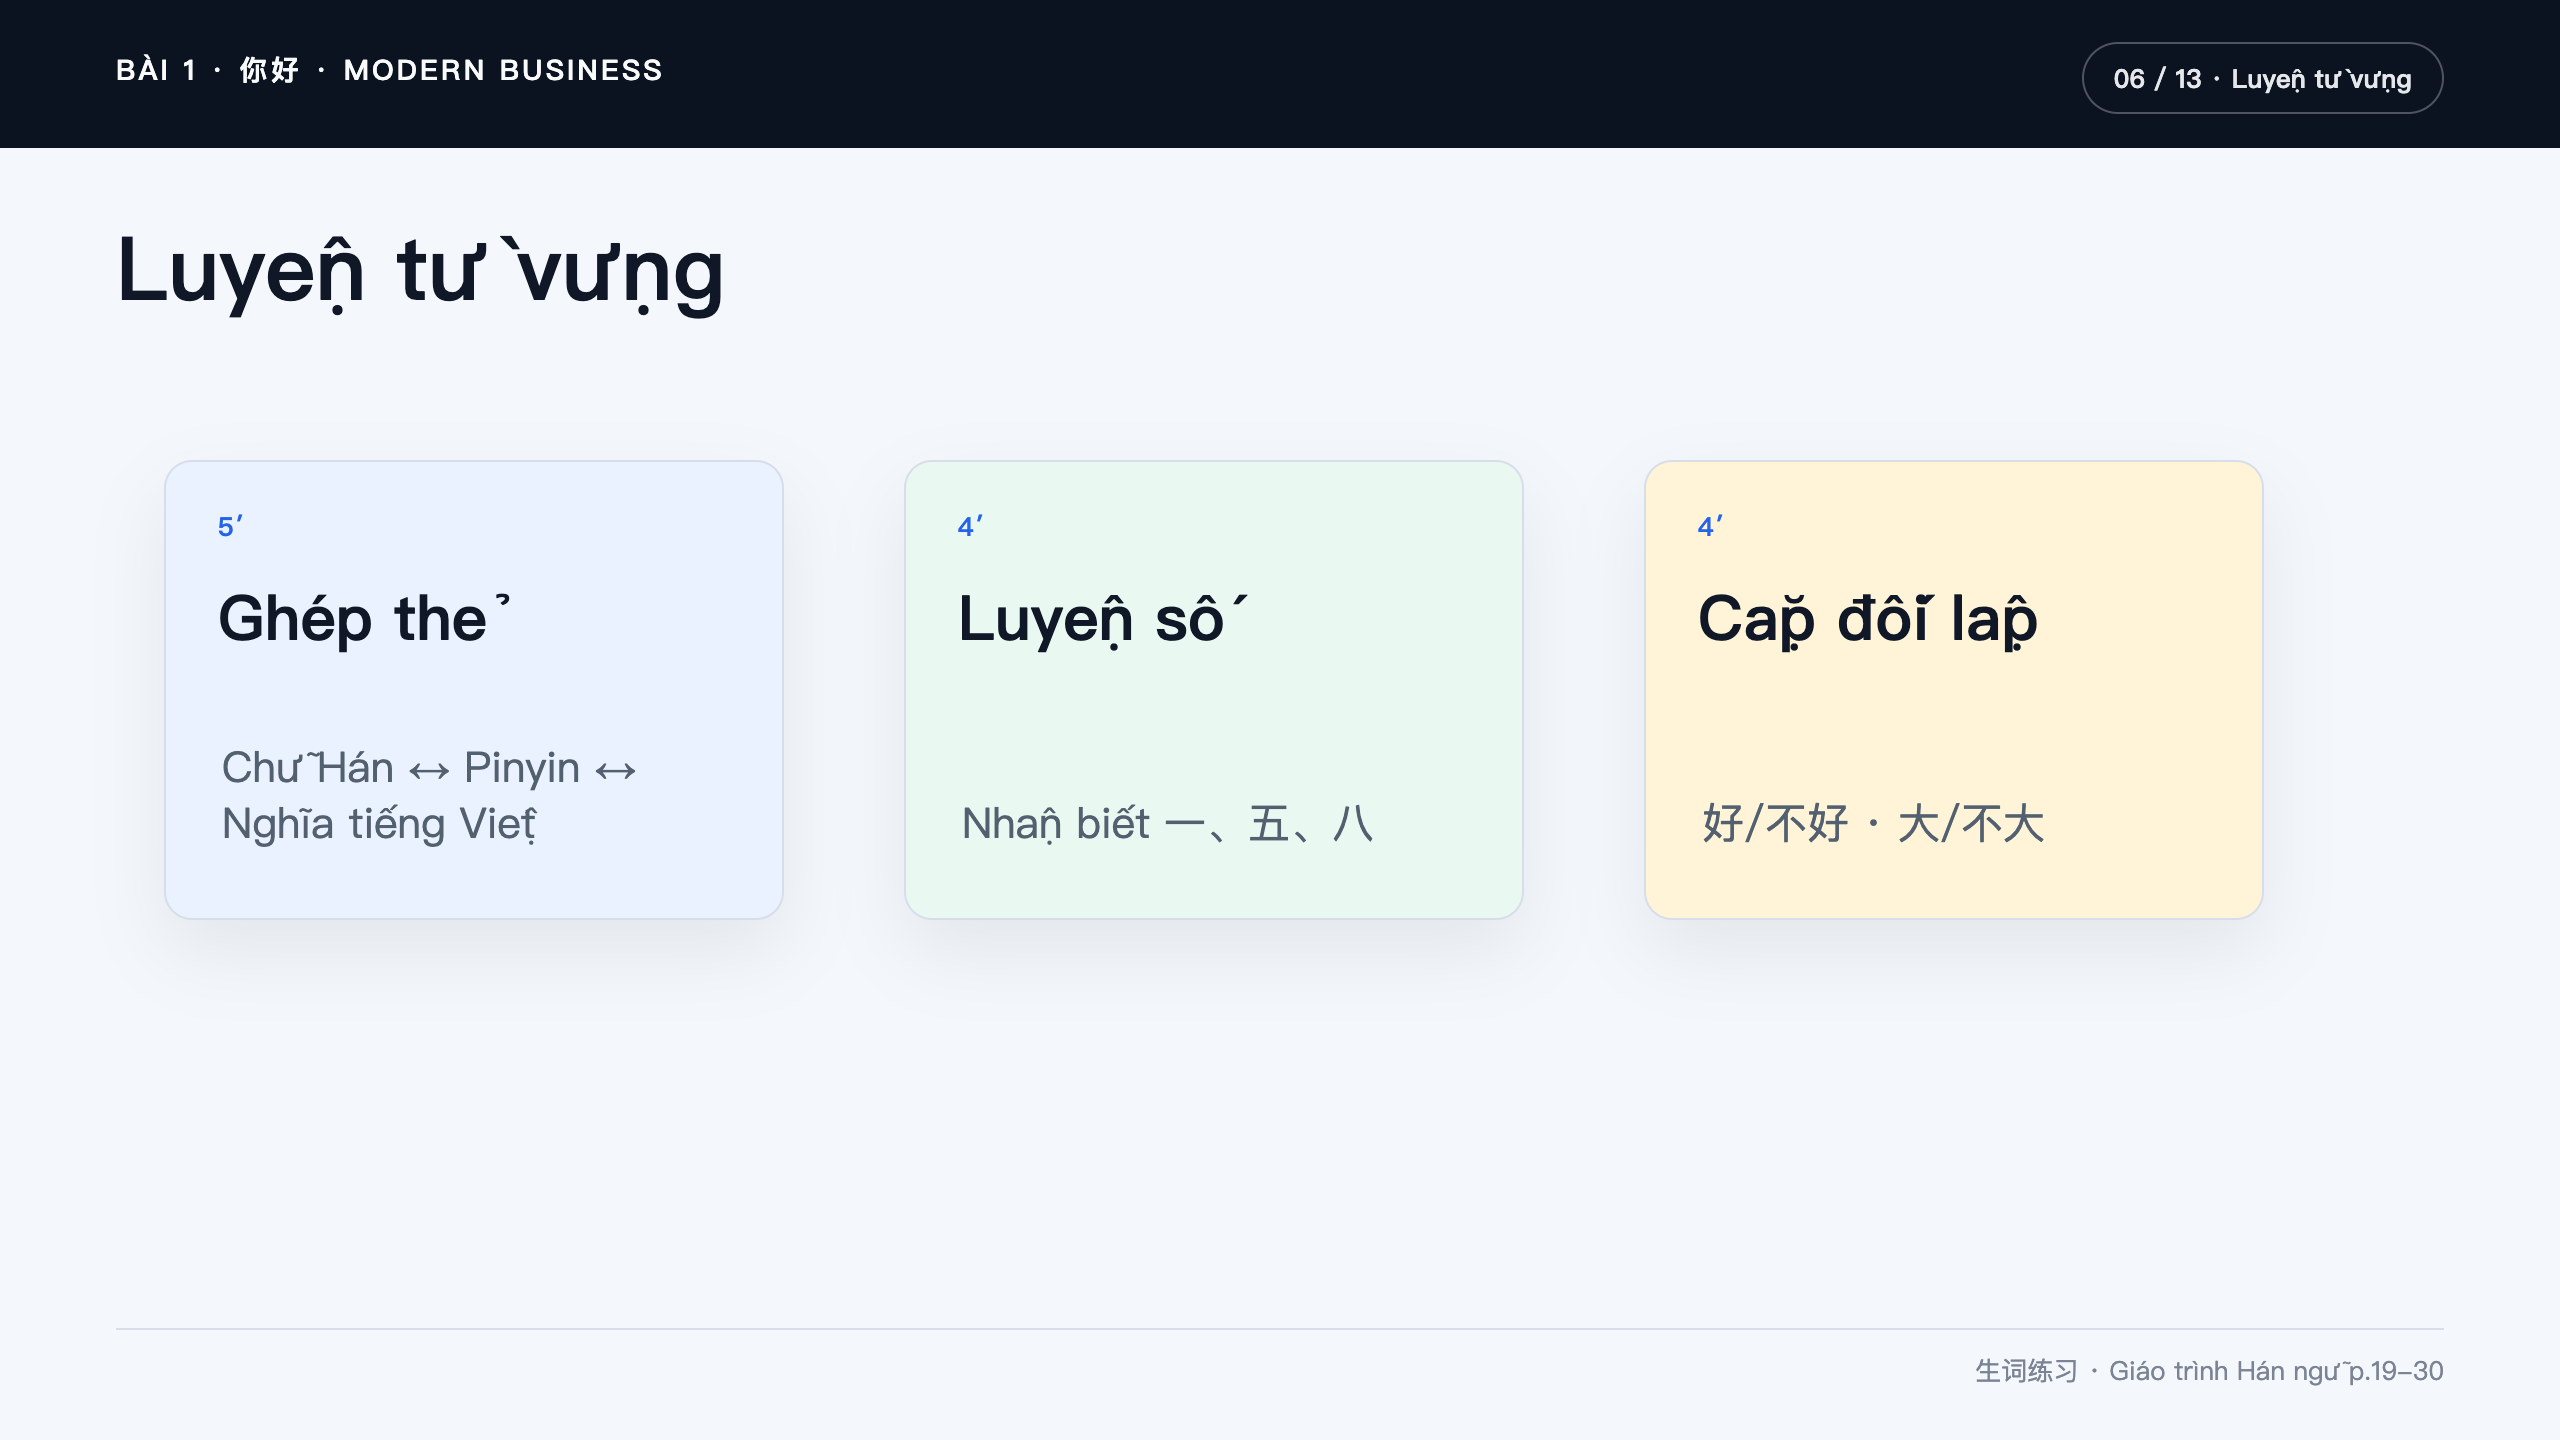 BÀI 1 · 你好 · MODERN BUSINESS
06 / 13 · Luyện từ vựng
Luyện từ vựng
5′
Ghép thẻ
Chữ Hán ↔ Pinyin ↔
Nghĩa tiếng Việt
4′
Luyện số
Nhận biết 一、五、八
4′
Cặp đối lập
好/不好 · 大/不大
生词练习 · Giáo trình Hán ngữ p.19–30